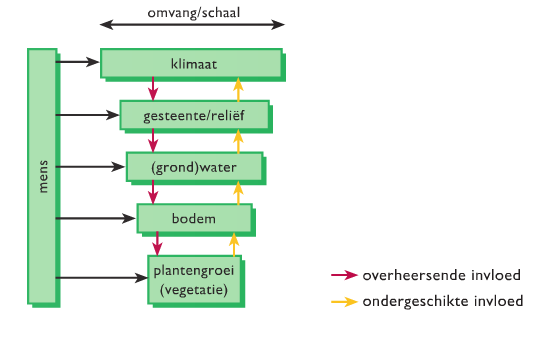 omvang/schaal
klimaat
gesteente/reliëf
(grond)water
bodem
plantengroei
(vegetatie)
mens
overheersende invloed
ondergeschikte invloed